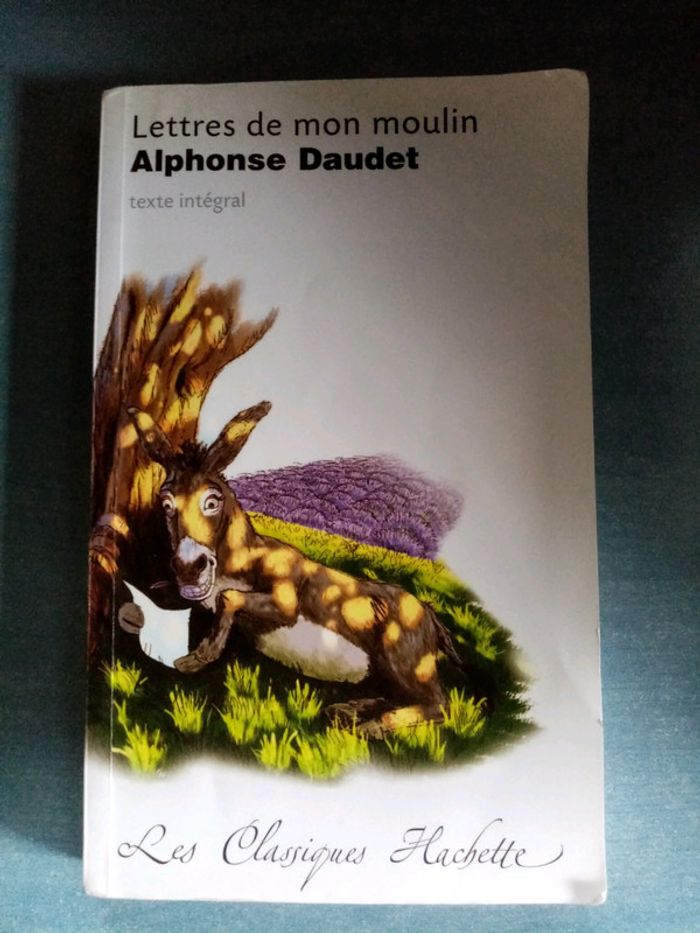 Lettres de mon moulin
Alphonse Daudet
texte intégral
Les Classiques Hachette